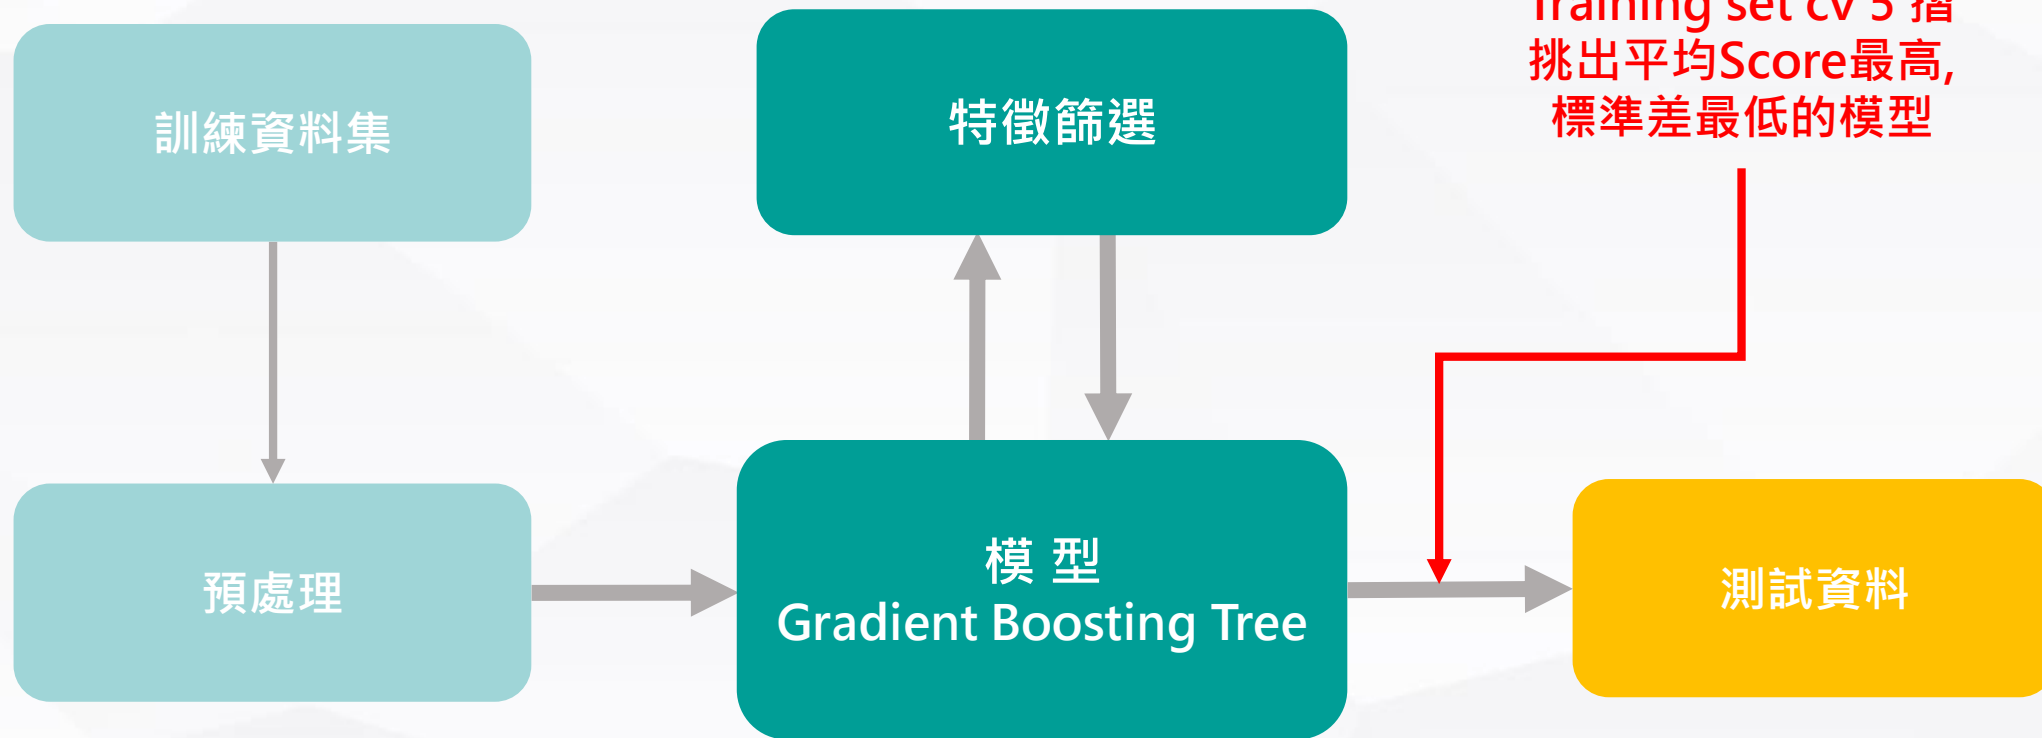 訓練資料集
特徵篩選
Training set cv 5 摺
挑出平均Score最高,
標準差最低的模型
預處理
模 型
Gradient Boosting Tree
測試資料